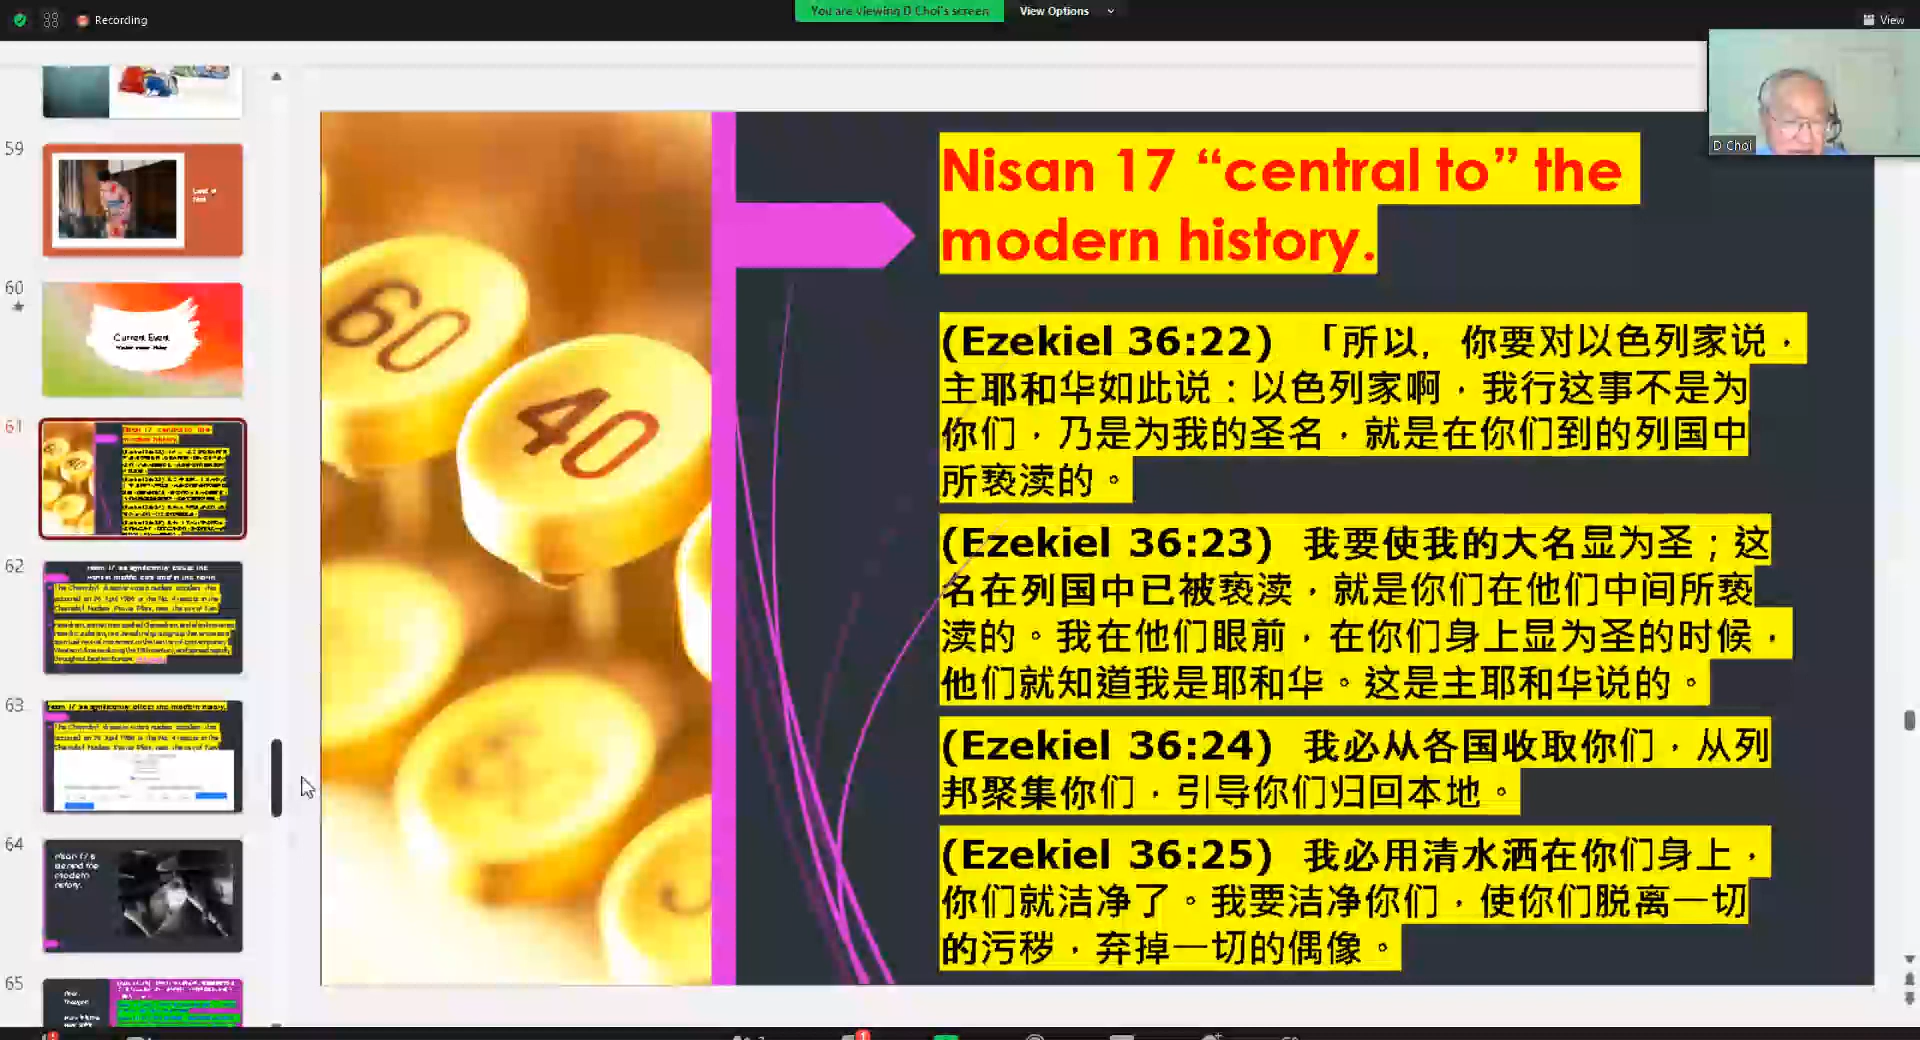 Recording
You are viewing D Choi's screen
View Options
View
D Choi
59
60
Current Event
61
62
63
64
Nisan 17 is
behind the
modern
history.
65
60
40
Nisan 17 “central to” the
modern history.
(Ezekiel 36:22) 「所以，你要对以色列家说，
主耶和华如此说：以色列家啊，我行这事不是为
你们，乃是为我的圣名，就是在你们到的列国中
所亵渎的。
(Ezekiel 36:23) 我要使我的大名显为圣；这
名在列国中已被亵渎，就是你们在他们中间所亵
渎的。我在他们眼前，在你们身上显为圣的时候，
他们就知道我是耶和华。这是主耶和华说的。
(Ezekiel 36:24) 我必从各国收取你们，从列
邦聚集你们，引导你们归回本地。
(Ezekiel 36:25) 我必用清水洒在你们身上，
你们就洁净了。我要洁净你们，使你们脱离一切
的污秽，弃掉一切的偶像。